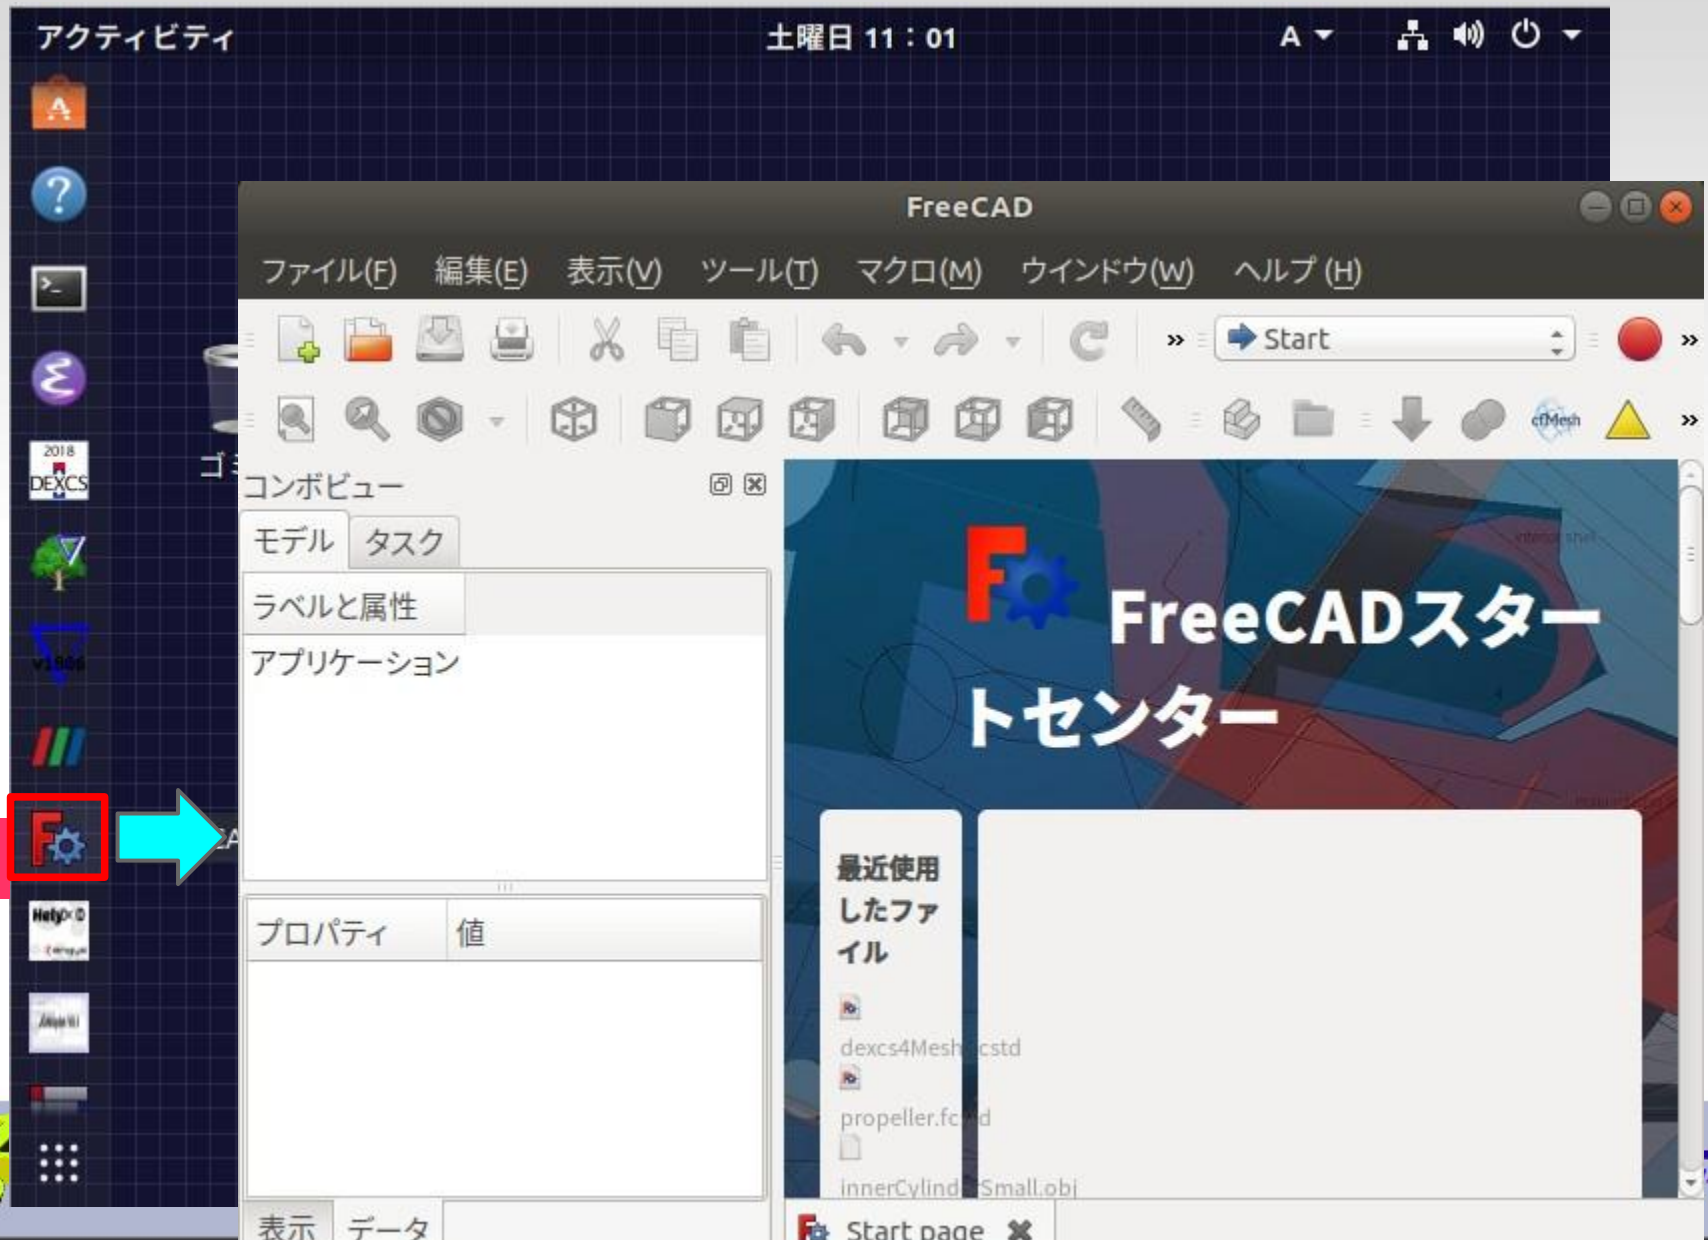 アクティビティ
土曜日 11：01
A
FreeCAD
ファイル(F) 編集(E) 表示(V) ツール(T) マクロ(M) ウインドウ(W) ヘルプ (H)
Start
cfMesh
2018
DEXCS
コンボビュー
モデル タスク
ラベルと属性
アプリケーション
v1806
FreeCADスター
トセンター
最近使用
したファ
イル
プロパティ 値
propeller.fc
innerCylind Small.obj
表示 データ
Start page